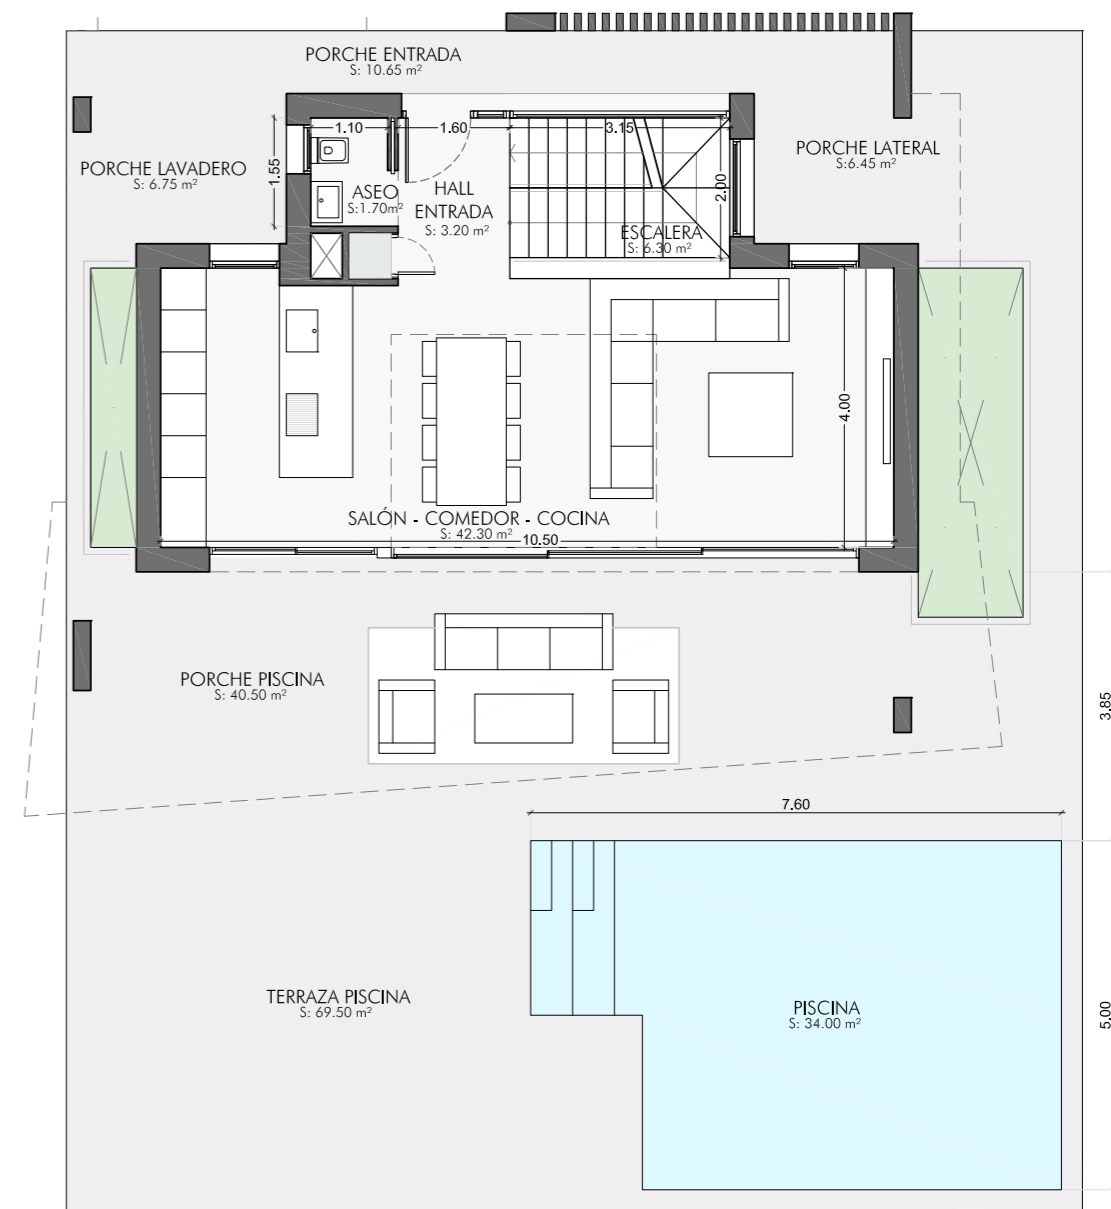 PORCHE ENTRADA
S: 10.65 m²
1.10
1.60
3.15
PORCHE LAVADERO
S: 6.75 m²
1.55
ASEO
S:1.70m²
HALL
ENTRADA
S: 3.20 m²
2.00
ESCALERA
S: 6.30 m²
PORCHE LATERAL
S:6.45 m²
4.00
SALÓN - COMEDOR - COCINA
S: 42.30 m²
10.50
PORCHE PISCINA
S: 40.50 m²
3.85
7.60
TERRAZA PISCINA
S: 69.50 m²
PISCINA
S: 34.00 m²
5.00